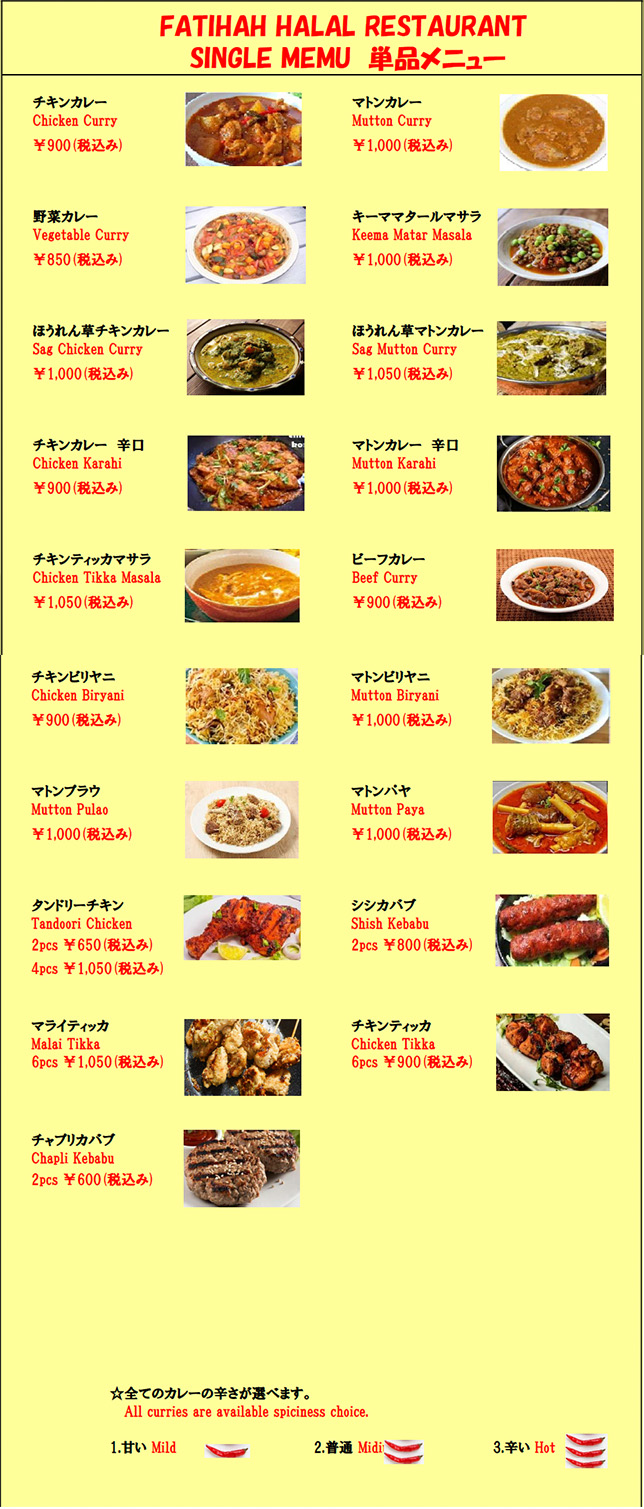 FATIHAH HALAL RESTAURANT
SINGLE MEMU 単品メニュー
チキンカレー
Chicken Curry
￥900(税込み)
マトンカレー
Mutton Curry
￥1,000(税込み)
野菜カレー
Vegetable Curry
￥850(税込み)
キーママタールマサラ
Keema Matar Masala
￥1,000(税込み)
ほうれん草チキンカレー
Sag Chicken Curry
￥1,000(税込み)
ほうれん草マトンカレー
Sag Mutton Curry
￥1,050(税込み)
チキンカレー 辛口
Chicken Karahi
￥900(税込み)
マトンカレー 辛口
Mutton Karahi
￥1,000(税込み)
チキンティッカマサラ
Chicken Tikka Masala
￥1,050(税込み)
ビーフカレー
Beef Curry
￥900(税込み)
チキンビリヤニ
Chicken Biryani
￥900(税込み)
マトンビリヤニ
Mutton Biryani
￥1,000(税込み)
マトンプラウ
Mutton Pulao
￥1,000(税込み)
マトンパヤ
Mutton Paya
￥1,000(税込み)
タンドリーチキン
Tandoori Chicken
2pcs ￥650(税込み)
4pcs ￥1,050(税込み)
シシカバブ
Shish Kebabu
2pcs ￥800(税込み)
マライティッカ
Malai Tikka
6pcs ￥1,050(税込み)
チキンティッカ
Chicken Tikka
6pcs ￥900(税込み)
チャプリカバブ
Chapli Kebabu
2pcs ￥600(税込み)
☆全てのカレーの辛さが選べます。
All curries are available spiciness choice.
1.甘い Mild 2.普通 3.辛い Hot